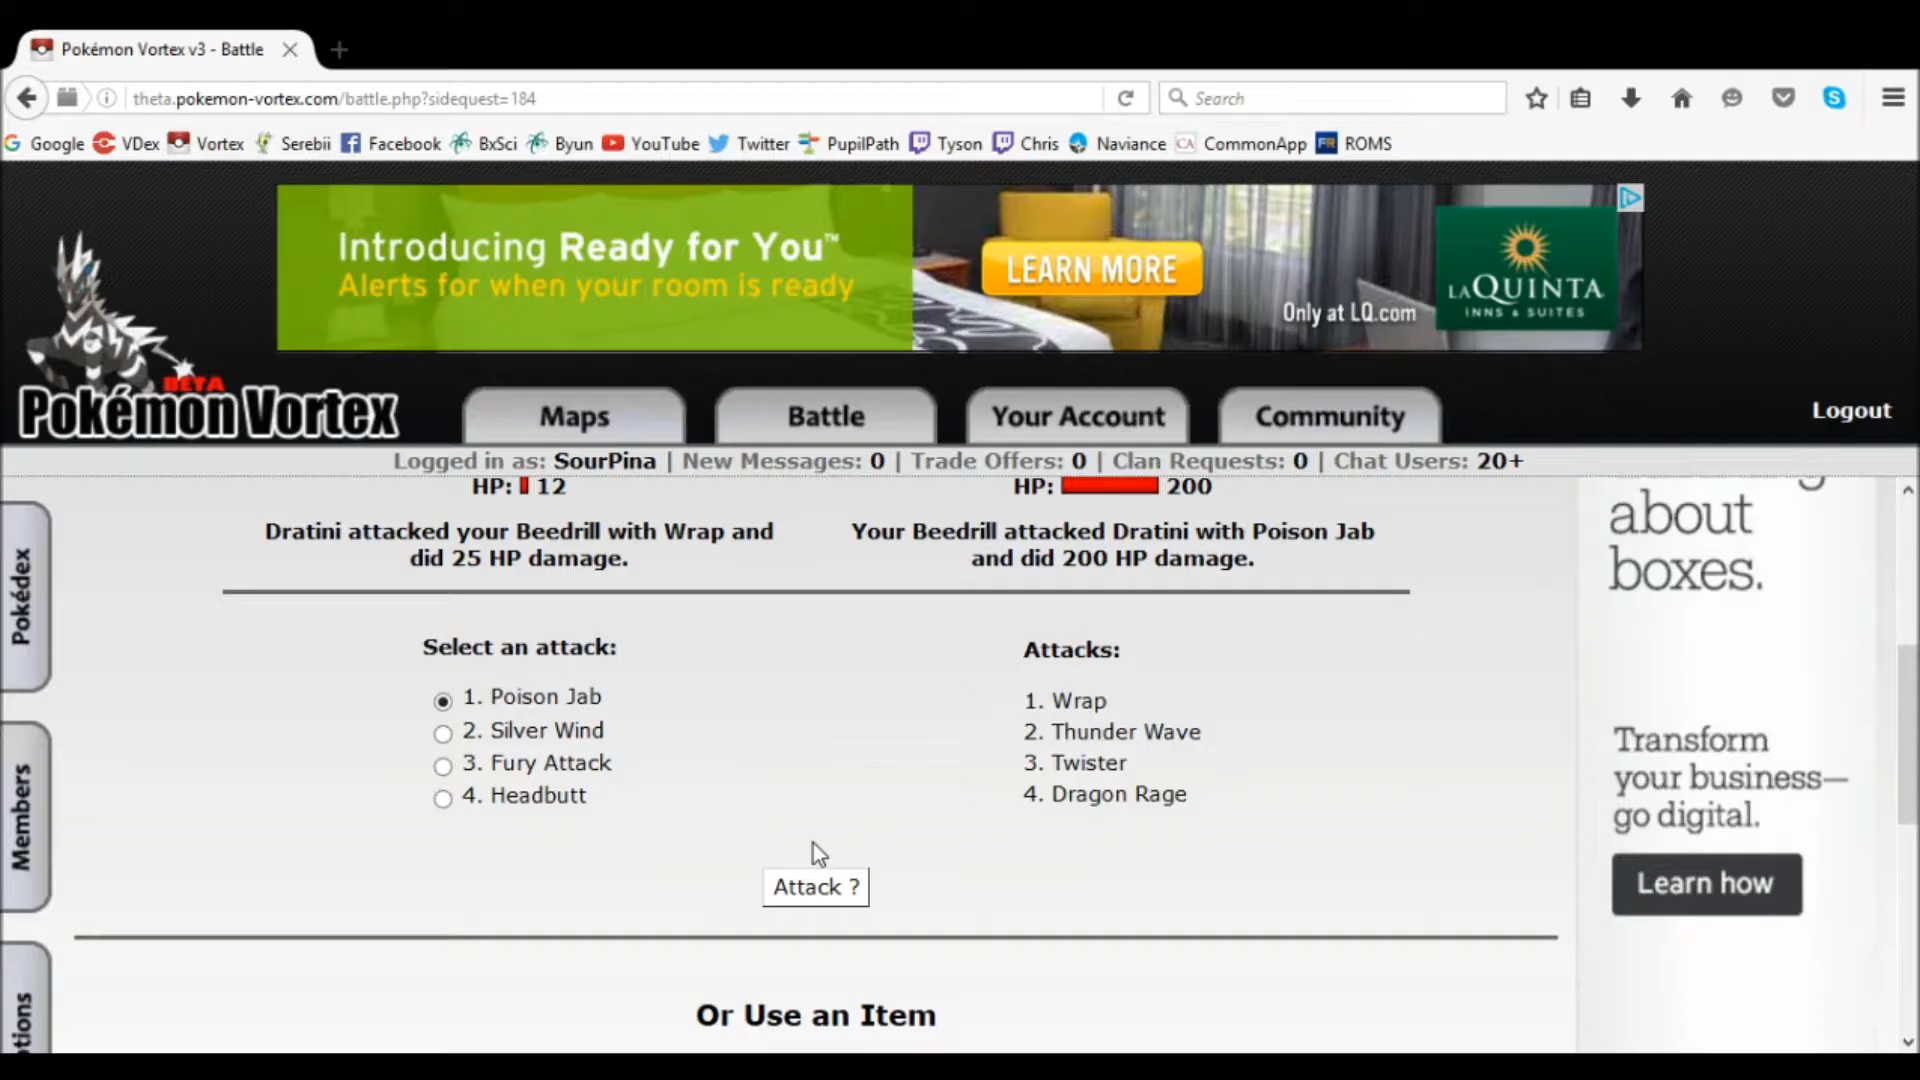 Pokémon Vortex v3 - Battle
theta.pokemon-vortex.com/battle.php?sidequest=184
Search
Google VDex Vortex Serebii Facebook BxSci Byun YouTube Twitter PupilPath Tyson Chris Naviance CA CommonApp FR ROMS
Introducing Ready for You™
Alerts for when your room is ready
LEARN MORE
Only at LQ.com
LAQUINTA
INNS & SUITES
BETA
Pokémon Vortex
Maps
Battle
Your Account
Community
Logout
Logged in as: SourPina | New Messages: 0 | Trade Offers: 0 | Clan Requests: 0 | Chat Users: 20+
HP: 12
HP: 200
Dratini attacked your Beedrill with Wrap and
did 25 HP damage.
Your Beedrill attacked Dratini with Poison Jab
and did 200 HP damage.
Select an attack:
1. Poison Jab
2. Silver Wind
3. Fury Attack
4. Headbutt
Attacks:
1. Wrap
2. Thunder Wave
3. Twister
4. Dragon Rage
Attack ?
Or Use an Item
Pokédex
Members
about
boxes.
Transform
your business—
go digital.
Learn how